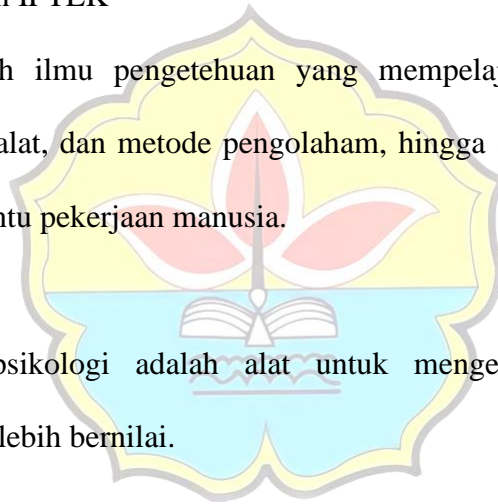 IPTEK
h ilmu pengetehuan yang mempelaj
alat, dan metode pengolaham, hingga
ntu pekerjaan manusia.
psikologi adalah alat untuk menge
lebih bernilai.